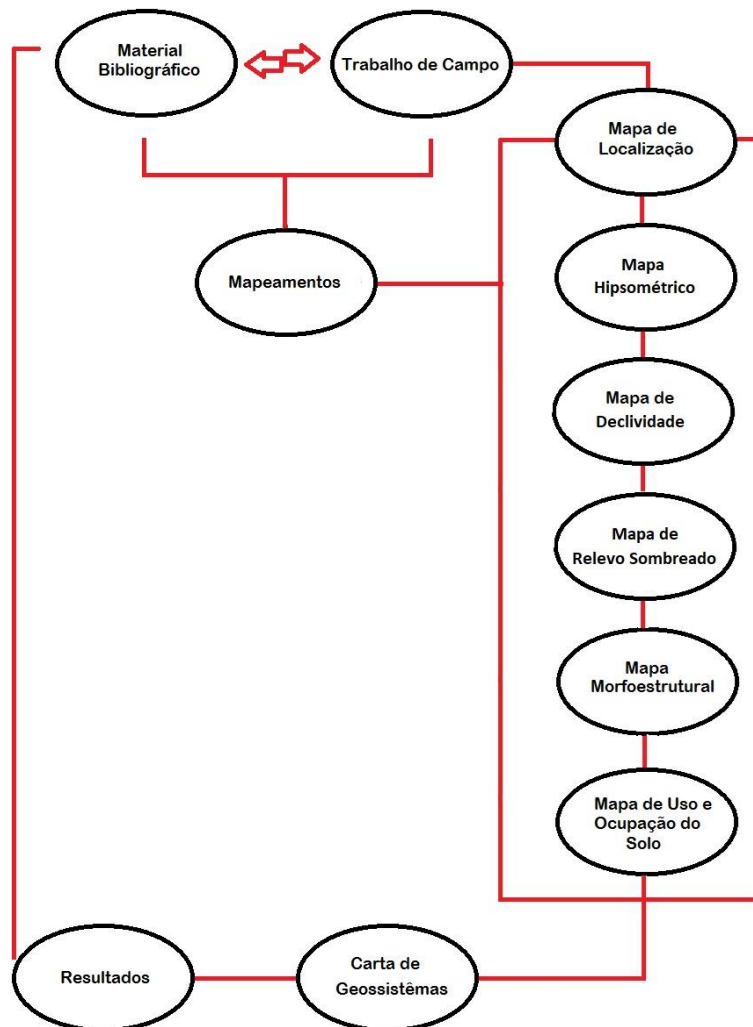 Material
Bibliográfico
Trabalho de Campo
Mapa de
Localização
Mapeamentos
Mapa
Hipsométrico
Mapa de
Declividade
Mapa de
Relevo Sombreado
Mapa
Morfoestrutural
Mapa de Uso e
Ocupação do
Solo
Resultados
Carta de
Geossistêmas